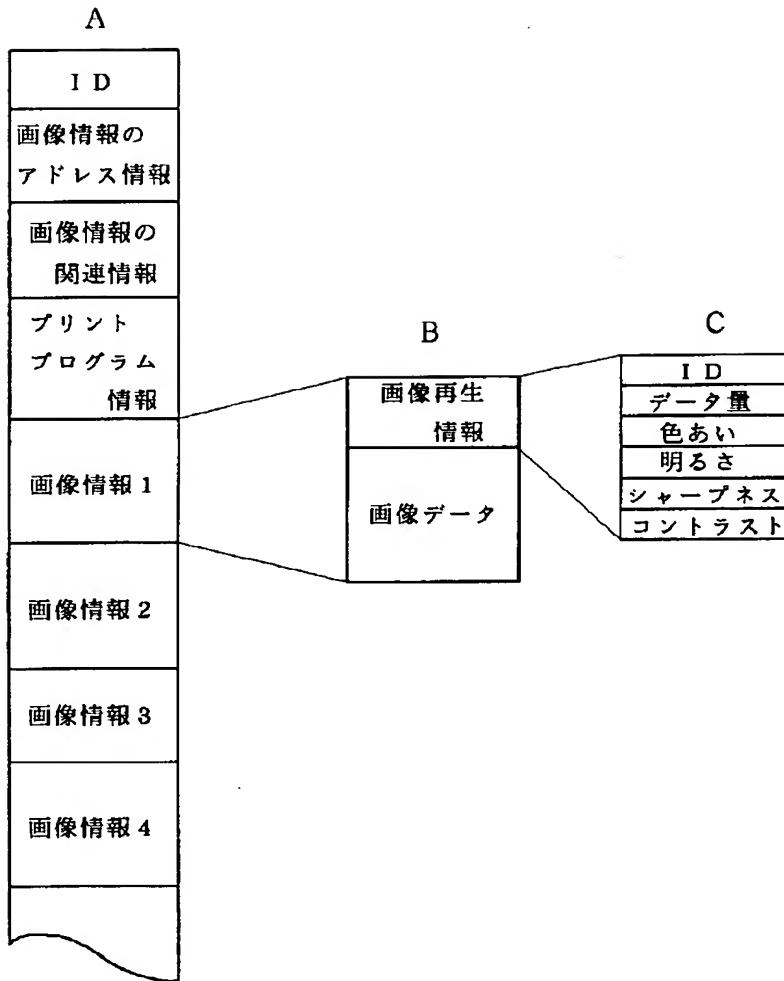 A
ID
画像情報の
アドレス情報
画像情報の
関連情報
プリント
プログラム
情報
画像情報1
画像情報2
画像情報3
画像情報4
B
画像再生
情報
画像データ
C
ID
データ量
色あい
明るさ
シャープネス
コントラスト